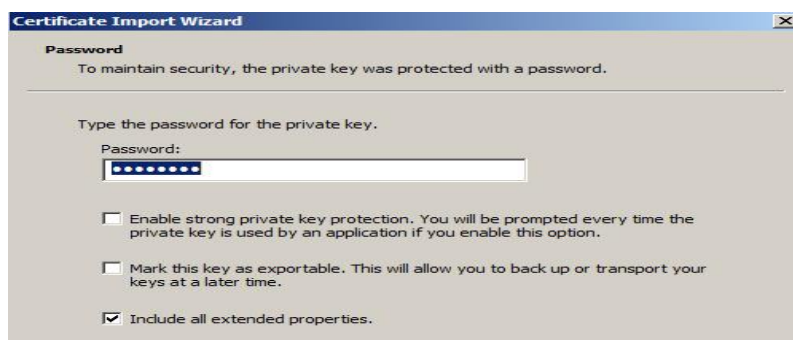 Certificate Import Wizard
Password
To maintain security, the private key was protected with a password.
Type the password for the private key.
Password:
••••••••
Enable strong private key protection. You will be prompted every time the
private key is used by an application if you enable this option.
Mark this key as exportable. This will allow you to back up or transport your
keys at a later time.
Include all extended properties.